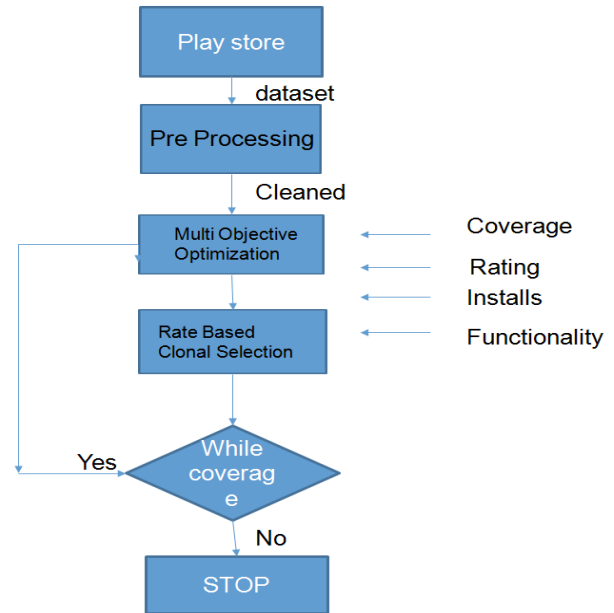 Play store
dataset
Pre Processing
Cleaned
Multi Objective
Optimization
Coverage
Rating
Installs
Rate Based
Clonal Selection
Functionality
While
coverag
e
Yes
No
STOP